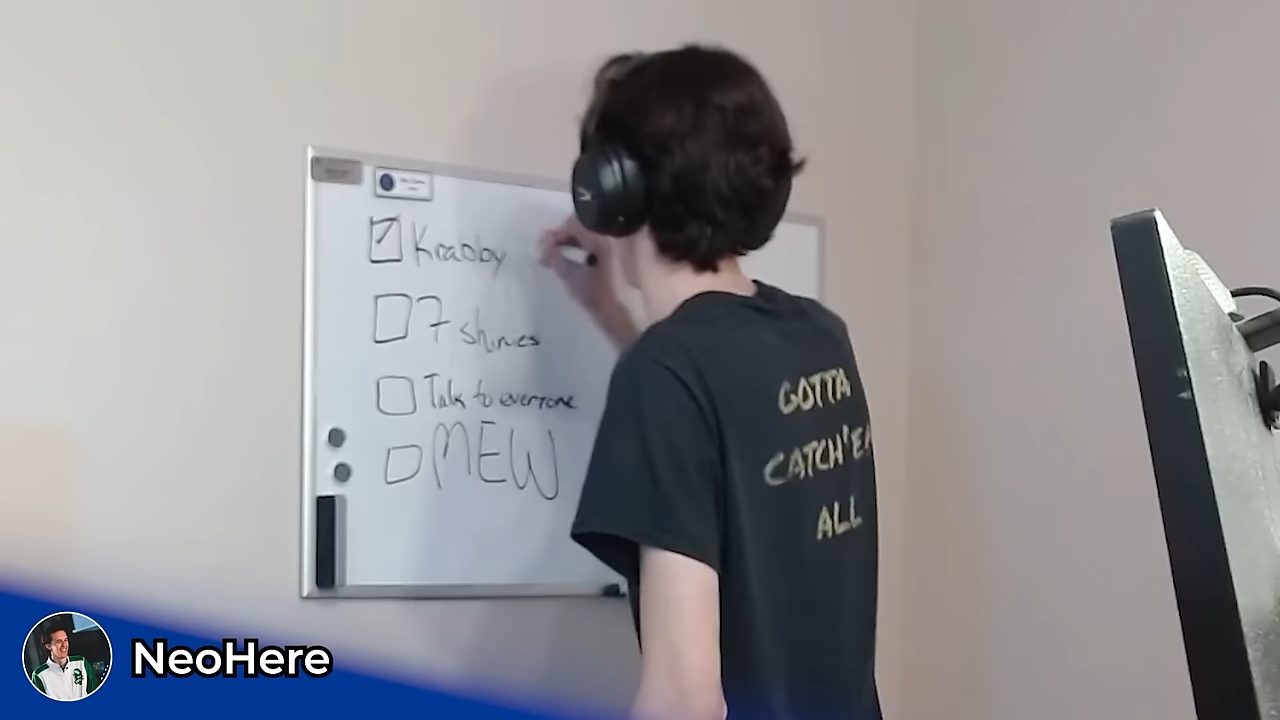 Krabby
7 shinies
Talk to everyone
MEW
GOTTA
CATCH'EM
ALL
NeoHere